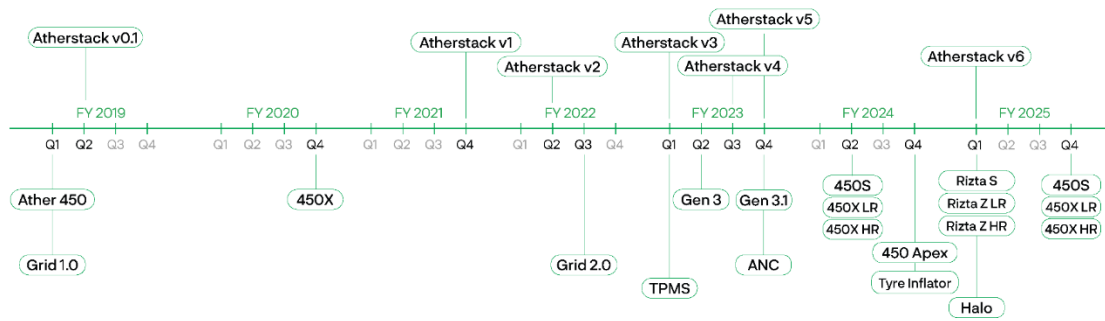 Atherstack v0.1
Atherstack v1
Atherstack v2
Atherstack v3
Atherstack v4
Atherstack v5
Atherstack v6
FY 2019
FY 2020
FY 2021
FY 2022
FY 2023
FY 2024
FY 2025
Q1 Q2 Q3 Q4
Q1 Q2 Q3 Q4
Q1 Q2 Q3 Q4
Q1 Q2 Q3 Q4
Q1 Q2 Q3 Q4
Q1 Q2 Q3 Q4
Q1 Q2 Q3 Q4
Ather 450
Grid 1.0
450X
Grid 2.0
TPMS
Gen 3
Gen 3.1
ANC
450S
450X LR
450X HR
450 Apex
Tyre Inflator
Rizta S
Rizta Z LR
Rizta Z HR
Halo
450S
450X LR
450X HR